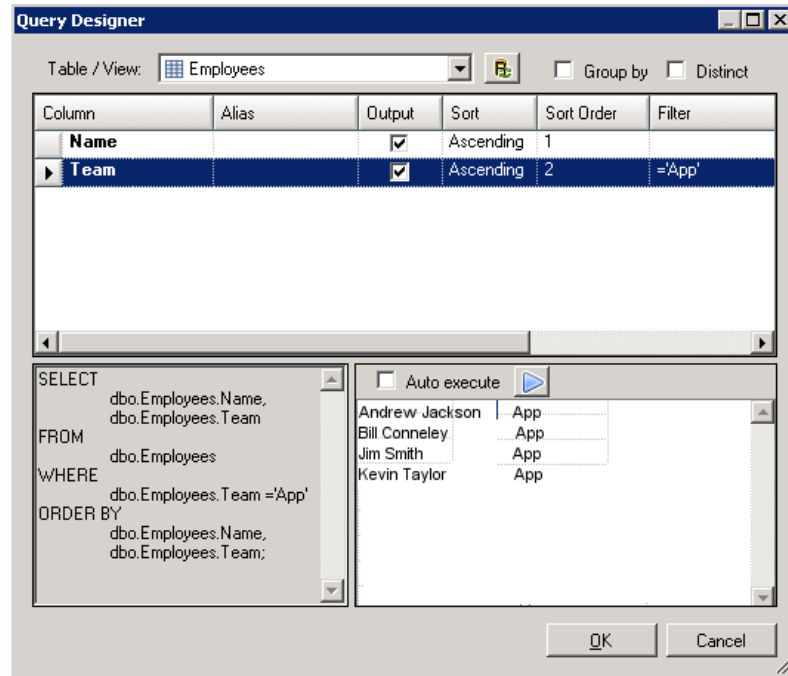 Query Designer
Table / View: Employees Group by Distinct
Column Alias Output Sort Sort Order Filter
Name Ascending 1
Team Ascending 2 ='App'
SELECT
dbo.Employees.Name,
dbo.Employees.Team
FROM
dbo.Employees
WHERE
dbo.Employees.Team ='App'
ORDER BY
dbo.Employees.Name,
dbo.Employees.Team;
Auto execute
Andrew Jackson App
Bill Conneley App
Jim Smith App
Kevin Taylor App
OK Cancel